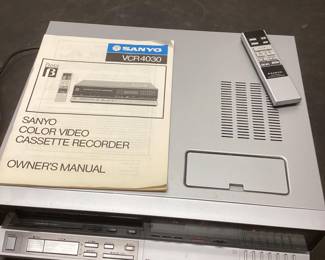 SANYO
VCR4030
Beta
B
SANYO
COLOR VIDEO
CASSETTE RECORDER
OWNER'S MANUAL